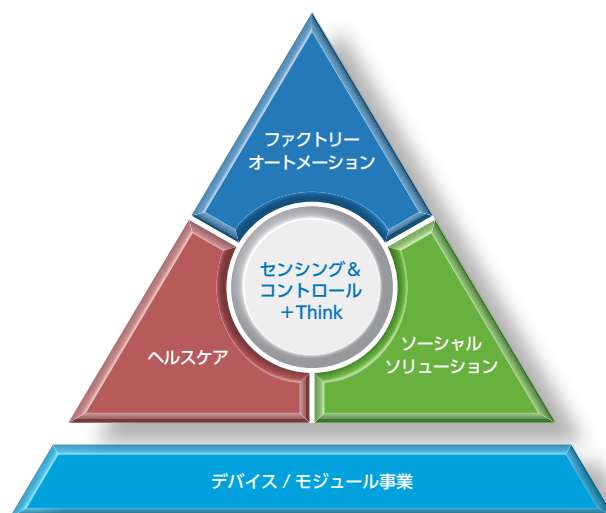 ファクトリー
オートメーション
センシング＆
コントロール
＋Think
ヘルスケア
ソーシャル
ソリューション
デバイス / モジュール事業